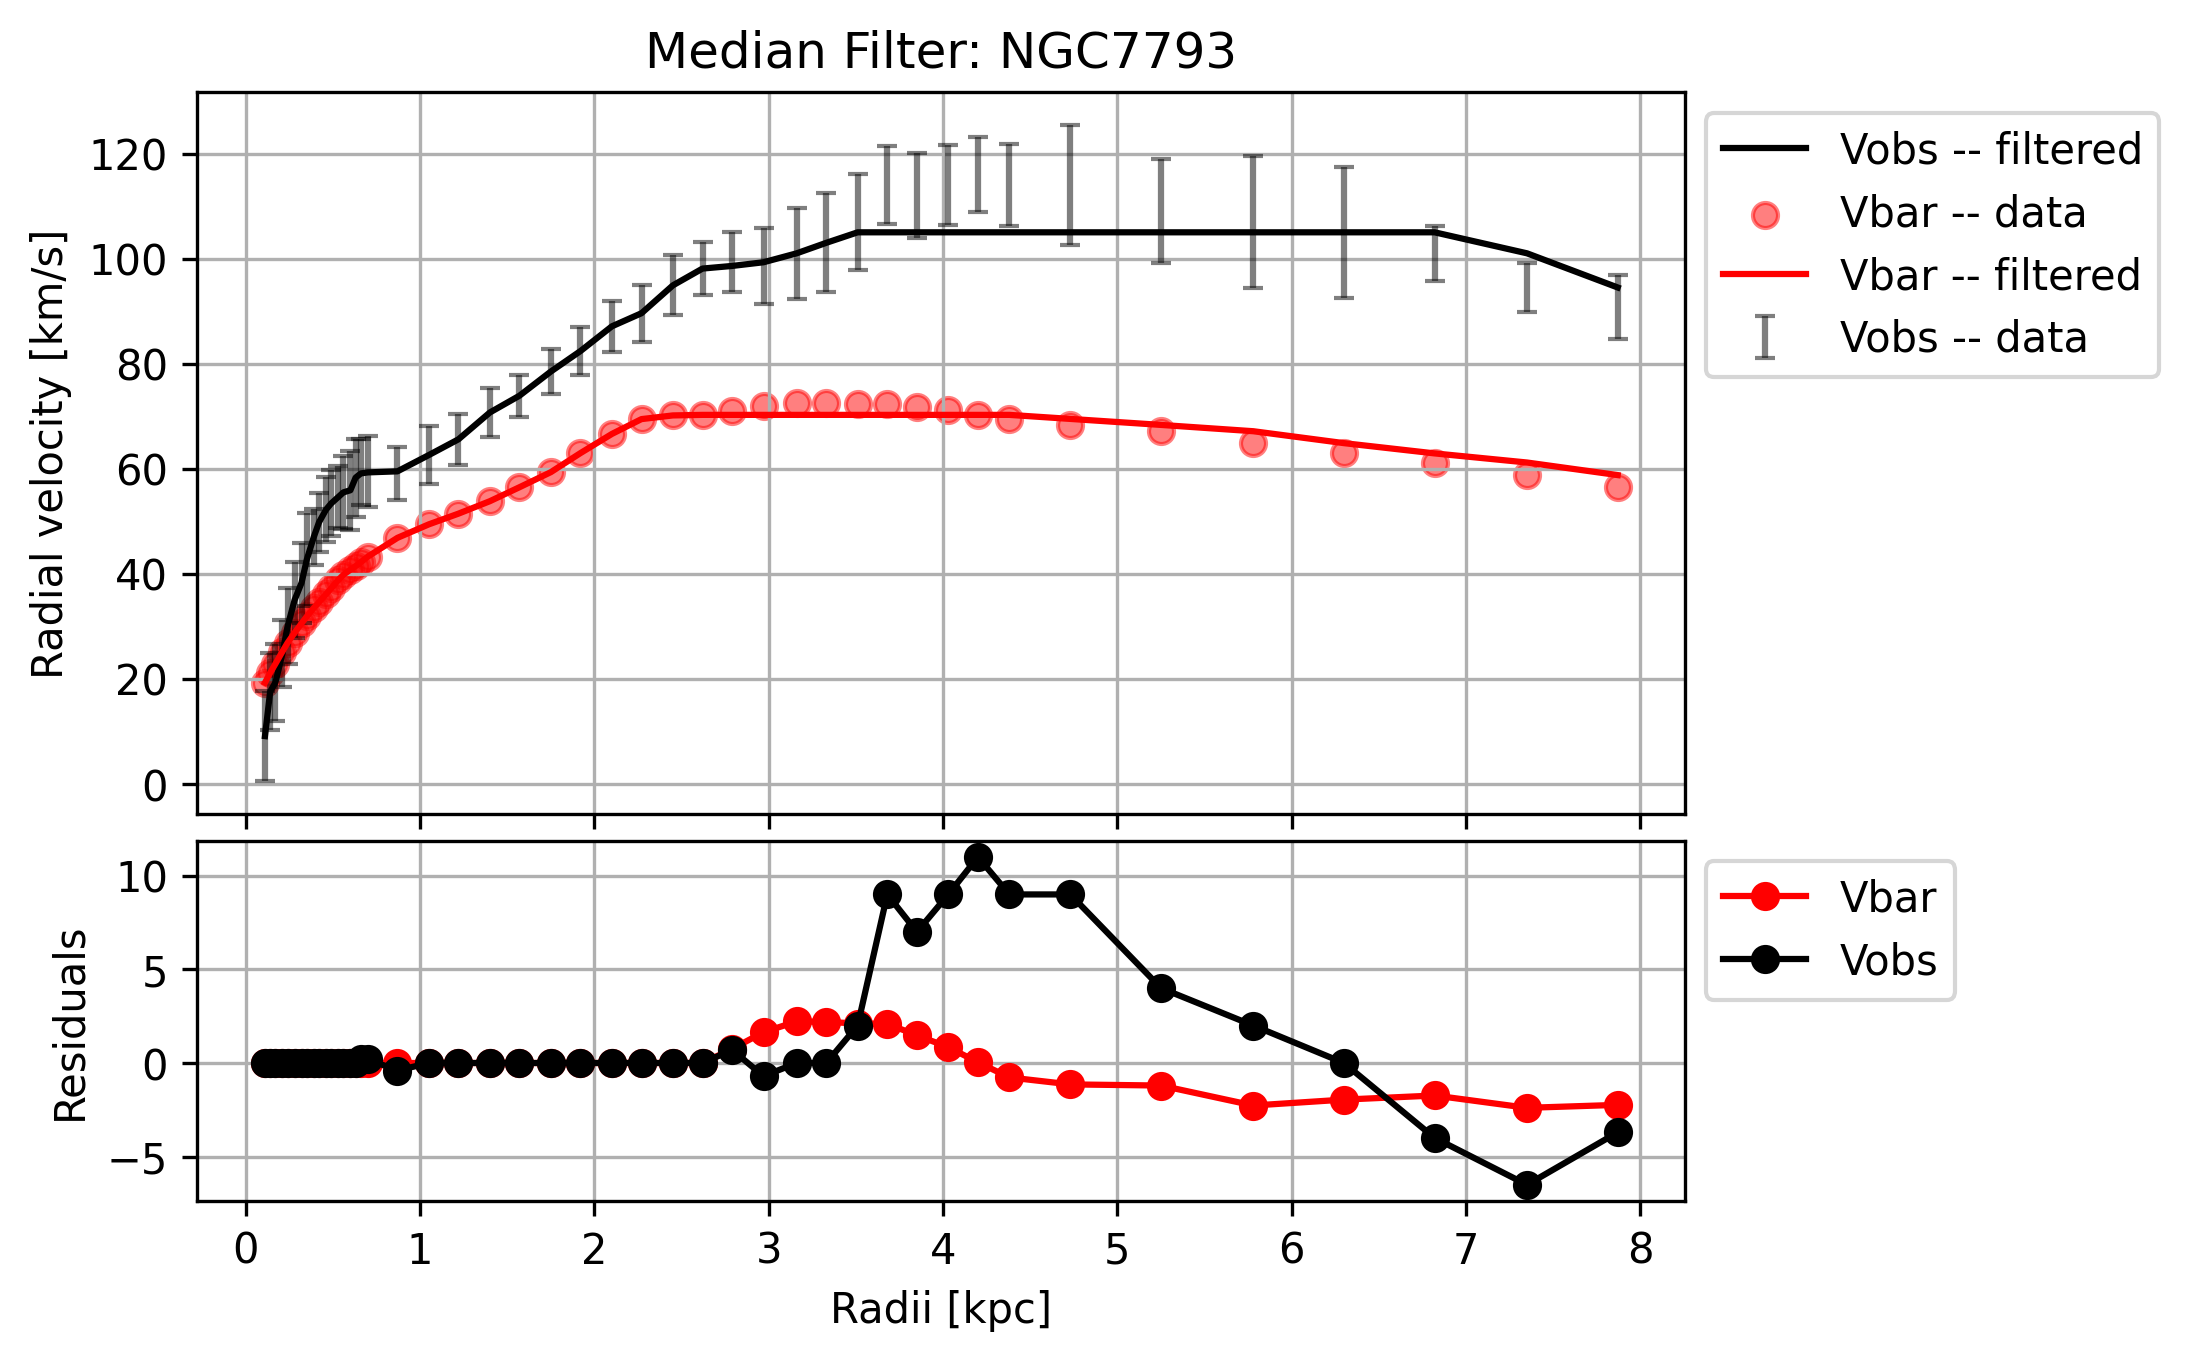 Median Filter: NGC7793
Radial velocity [km/s]
120
100
80
60
40
20
0
Vobs -- filtered
Vbar -- data
Vbar -- filtered
Vobs -- data
Residuals
10
5
0
−5
Vbar
Vobs
0 1 2 3 4 5 6 7 8
Radii [kpc]